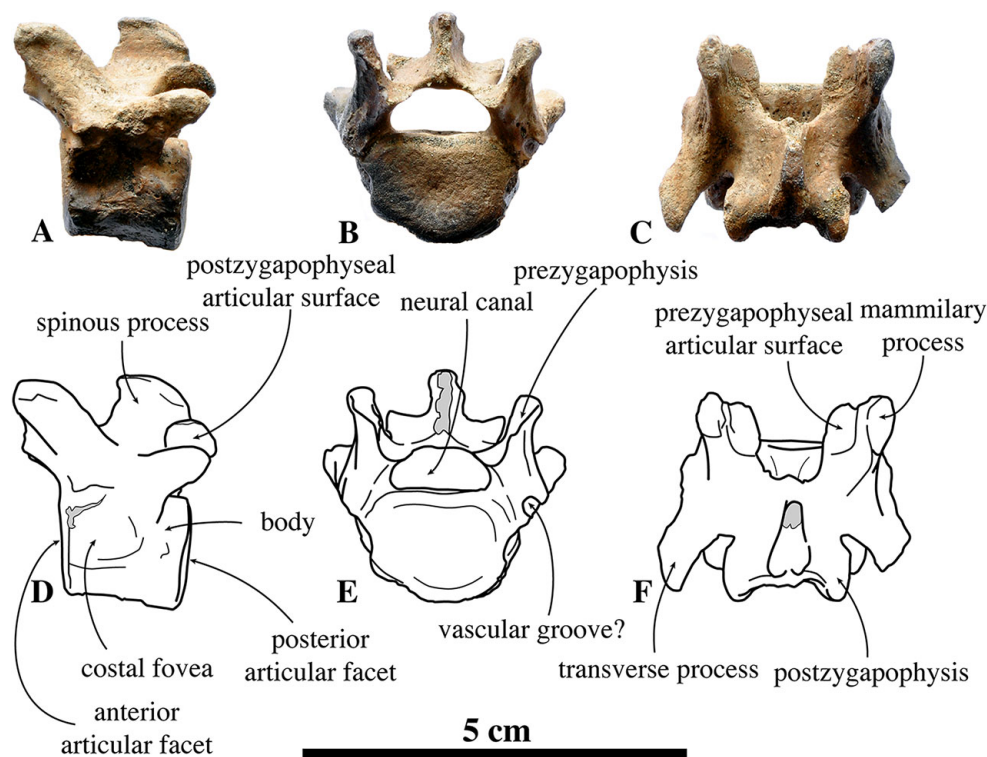 A
B
C
postzygapophyseal
articular surface
prezygapophysis
neural canal
spinous process
prezygapophyseal
articular surface
mammilary
process
body
D
E
F
costal fovea
posterior
articular facet
vascular groove?
transverse process
postzygapophysis
anterior
articular facet
5 cm